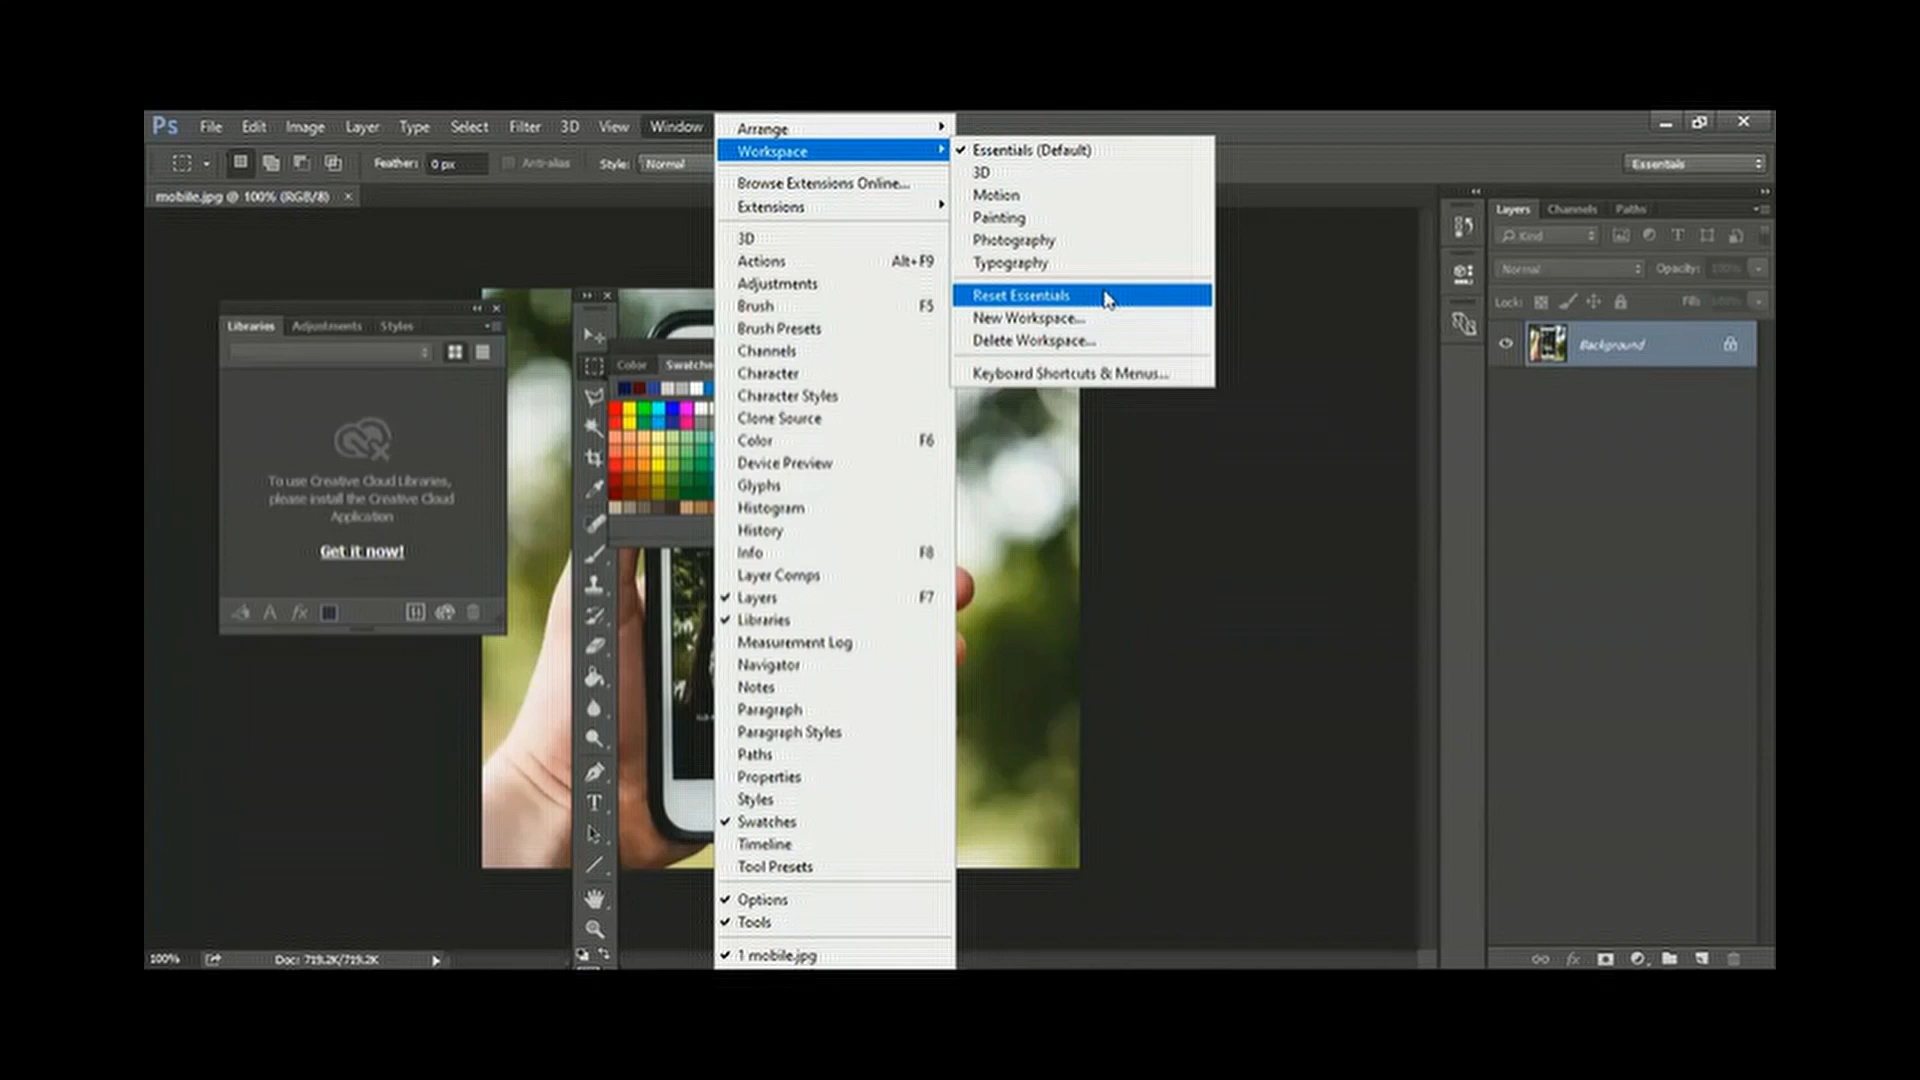 Ps File Edit Image Layer Type Select Filter 3D View Window
Feather: 0 px Anti-alias Style: Normal Essentials
mobile.jpg @ 100% (RGB/8) ×
Arrange
Workspace
Browse Extensions Online...
Extensions
3D
Actions Alt+F9
Adjustments
Brush F5
Brush Presets
Channels
Character
Character Styles
Clone Source
Color F6
Device Preview
Glyphs
Histogram
History
Info F8
Layer Comps
Layers F7
Libraries
Measurement Log
Navigator
Notes
Paragraph
Paragraph Styles
Paths
Properties
Styles
Swatches
Timeline
Tool Presets
Options
Tools
1 mobile.jpg
Essentials (Default)
3D
Motion
Painting
Photography
Typography
Reset Essentials
New Workspace...
Delete Workspace...
Keyboard Shortcuts & Menus...
Libraries Adjustments Styles
To use Creative Cloud Libraries,
please install the Creative Cloud
Application
Get it now!
Color Swatche
Layers Channels Paths
Kind
Normal Opacity: 100%
Lock: Fill: 100%
Background
100% Doc: 719.2K/719.2K